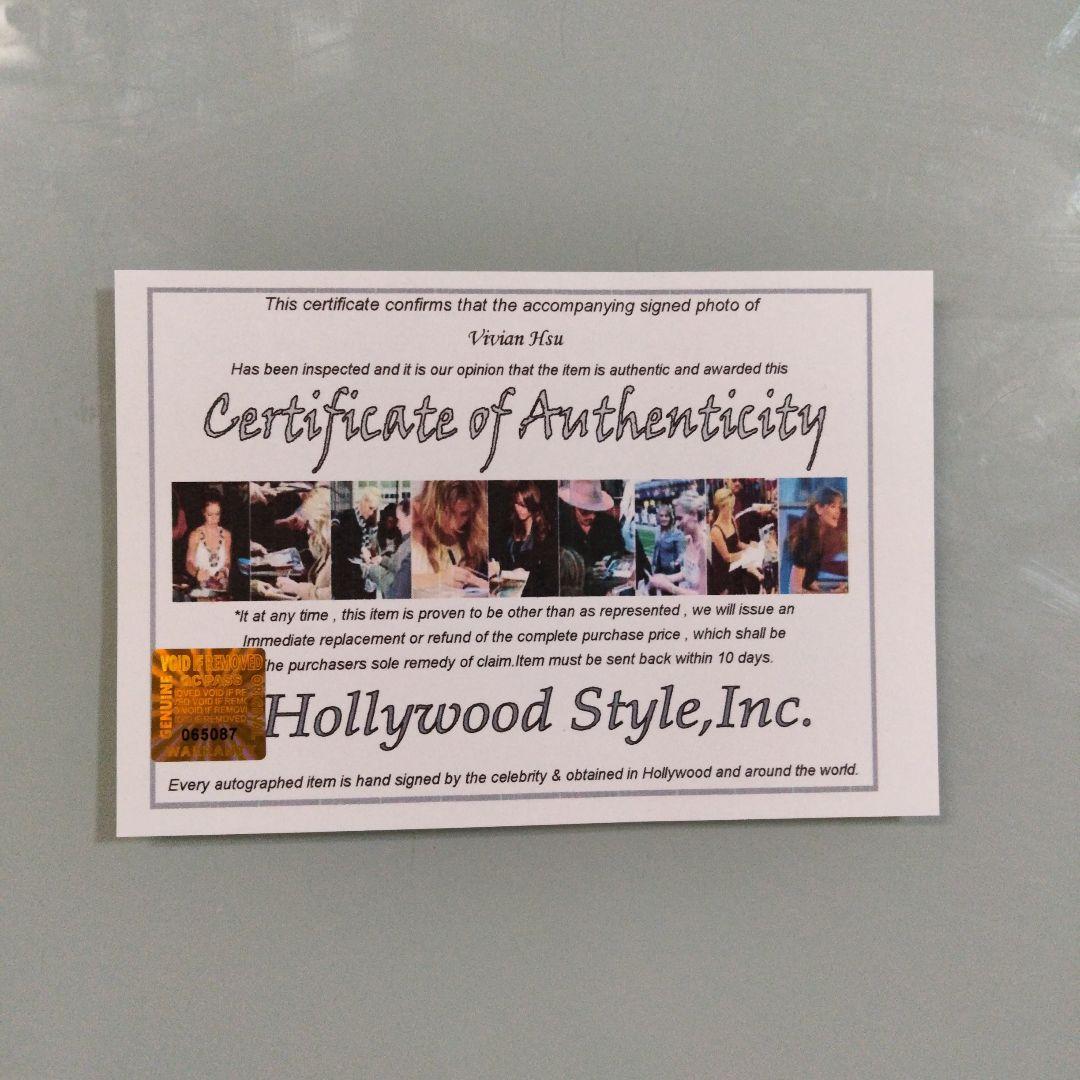 This certificate confirms that the accompanying signed photo of
Vivian Hsu
Has been inspected and it is our opinion that the item is authentic and awarded this
Certificate of Authenticity
*It at any time , this item is proven to be other than as represented , we will issue an
Immediate replacement or refund of the complete purchase price , which shall be
he purchasers sole remedy of claim.Item must be sent back within 10 days.
VOID IF REMOVED
GENUINE
QC PASS
065087
WARRANTY
Hollywood Style,Inc.
Every autographed item is hand signed by the celebrity & obtained in Hollywood and around the world.